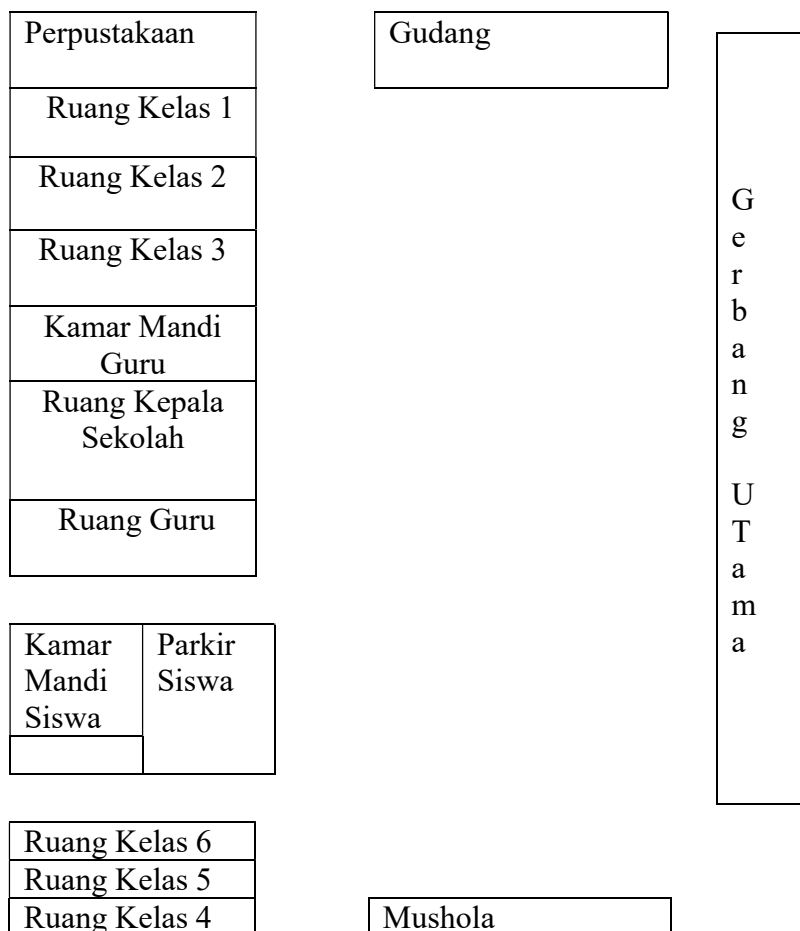 Perpustakaan
Gudang
Ruang Kelas 1
Ruang Kelas 2
Ruang Kelas 3
Kamar Mandi
Guru
Ruang Kepala
Sekolah
Ruang Guru
G
e
r
b
a
n
g
U
T
a
m
a
Kamar
Mandi
Siswa
Parkir
Siswa
Ruang Kelas 6
Ruang Kelas 5
Ruang Kelas 4
Mushola